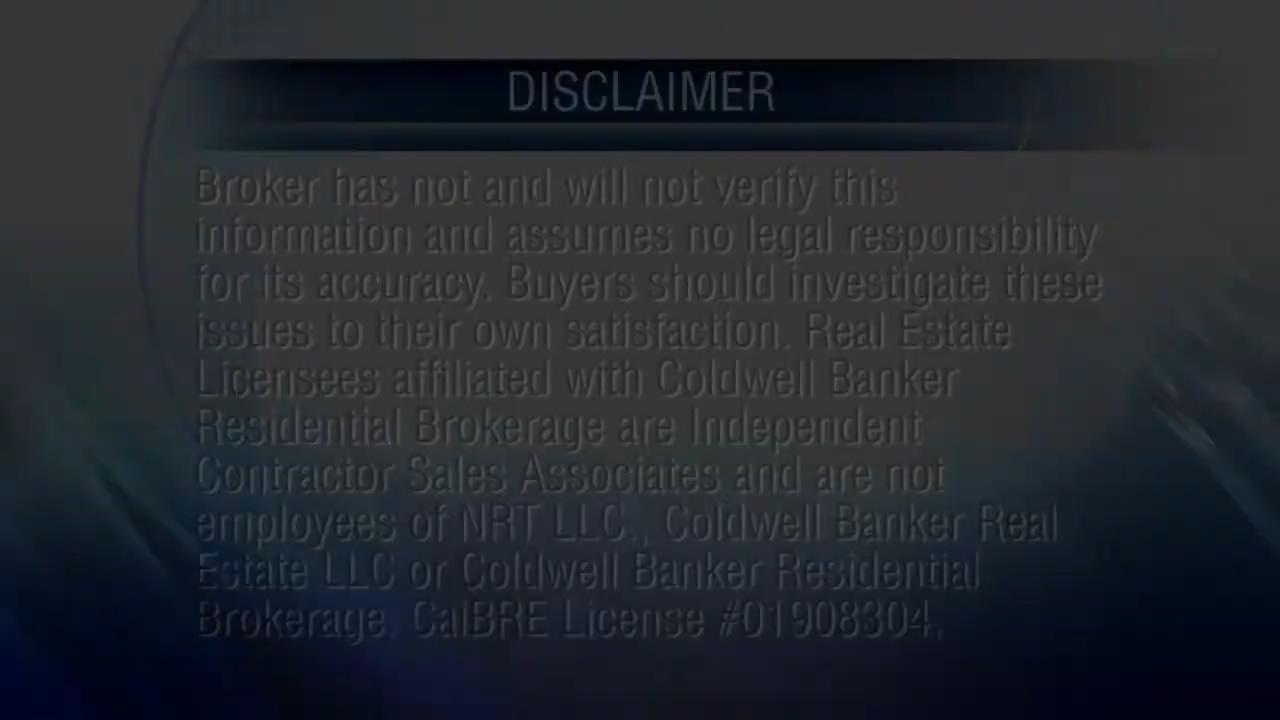 DISCLAIMER
Broker has not and will not verify this
information and assumes no legal responsibility
for its accuracy. Buyers should investigate these
issues to their own satisfaction. Real Estate
Licensees affiliated with Coldwell Banker
Residential Brokerage are Independent
Contractor Sales Associates and are not
employees of NRT LLC., Coldwell Banker Real
Estate LLC or Coldwell Banker Residential
Brokerage. CalBRE License #01908304.